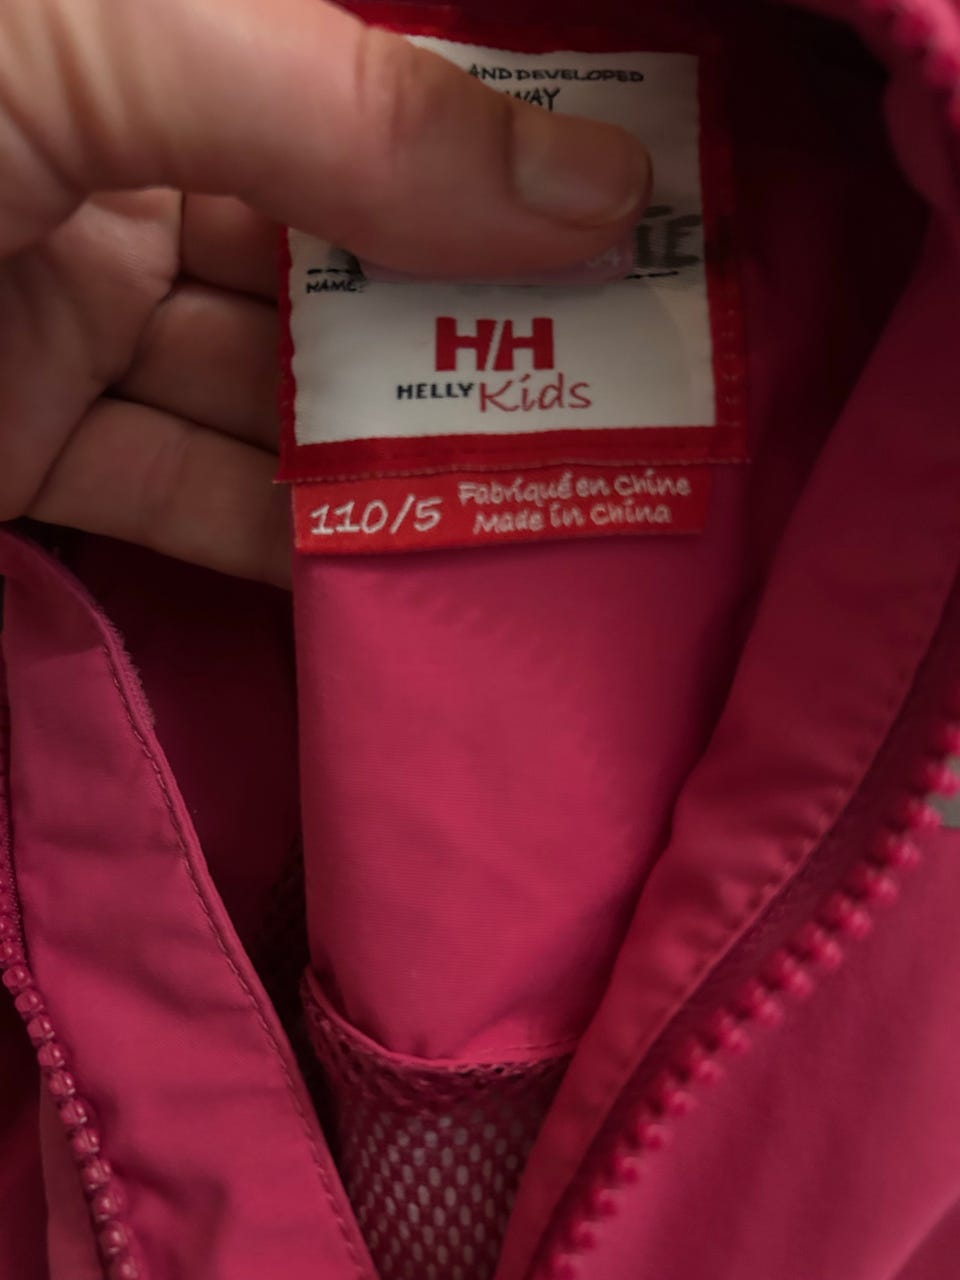 AND DEVELOPED
WAY
NAME:
HH
HELLY Kids
110/5
Fabriqué en Chine
Made in China